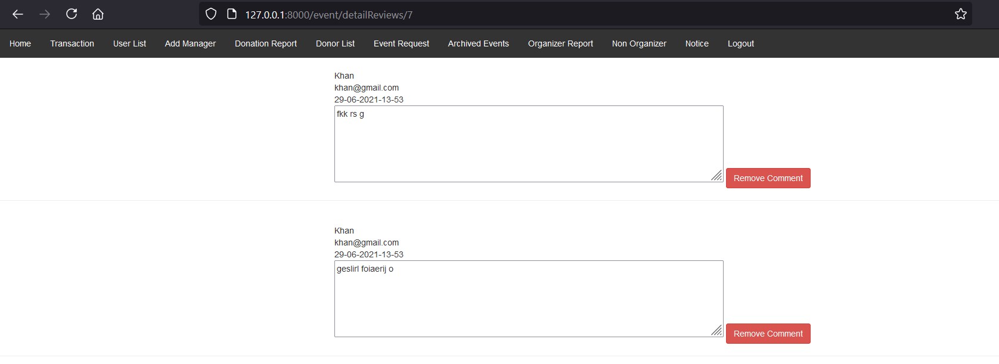 127.0.0.1:8000/event/detailReviews/7
Home Transaction User List Add Manager Donation Report Donor List Event Request Archived Events Organizer Report Non Organizer Notice Logout
Khan
khan@gmail.com
29-06-2021-13-53
fkk rs g
Remove Comment
Khan
khan@gmail.com
29-06-2021-13-53
geslirl foiaerij o
Remove Comment